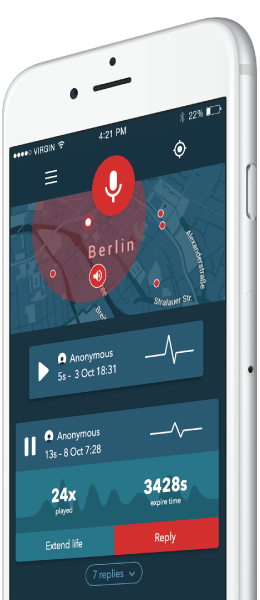 VIRGIN
4:21 PM
22%
Berlin
Alexanderstraße
Stralauer Str.
Anonymous
5s - 3 Oct 18:31
Anonymous
13s - 8 Oct 7:28
24x
played
3428s
expire time
Extend life
Reply
7 replies